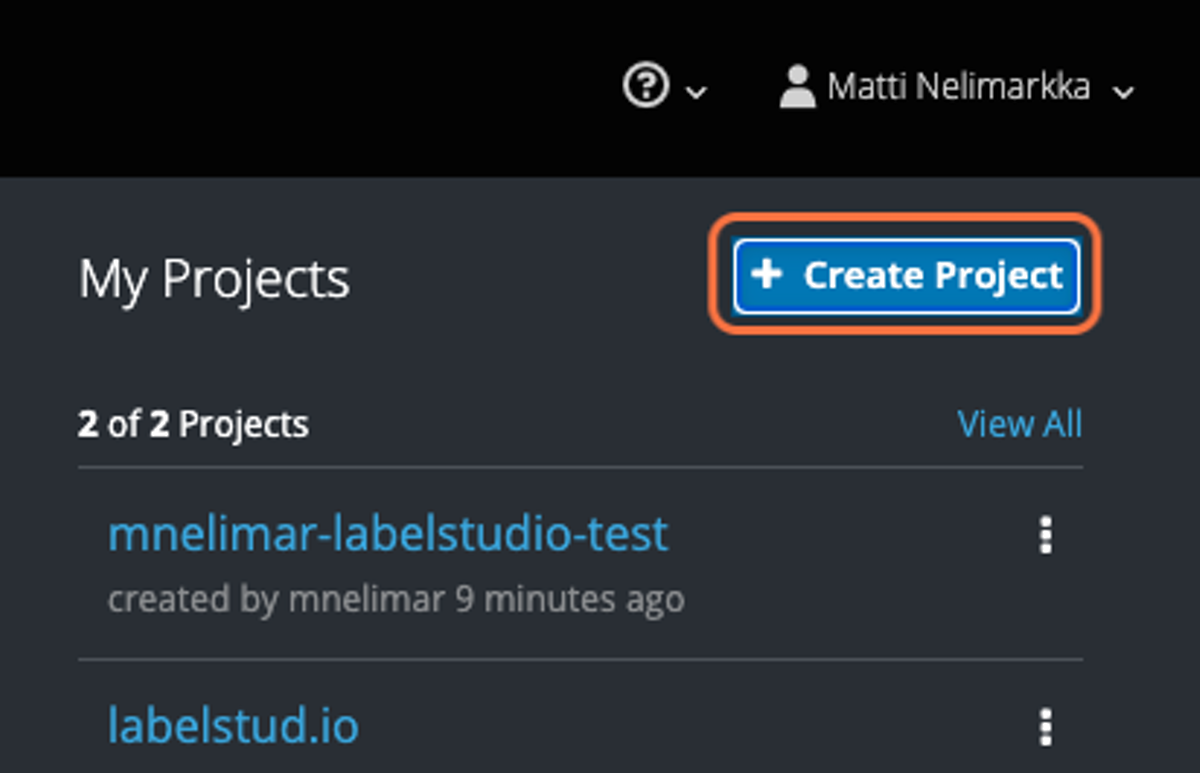 Matti Nelimarkka
My Projects
+ Create Project
2 of 2 Projects
View All
mnelimar-labelstudio-test
created by mnelimar 9 minutes ago
labelstud.io